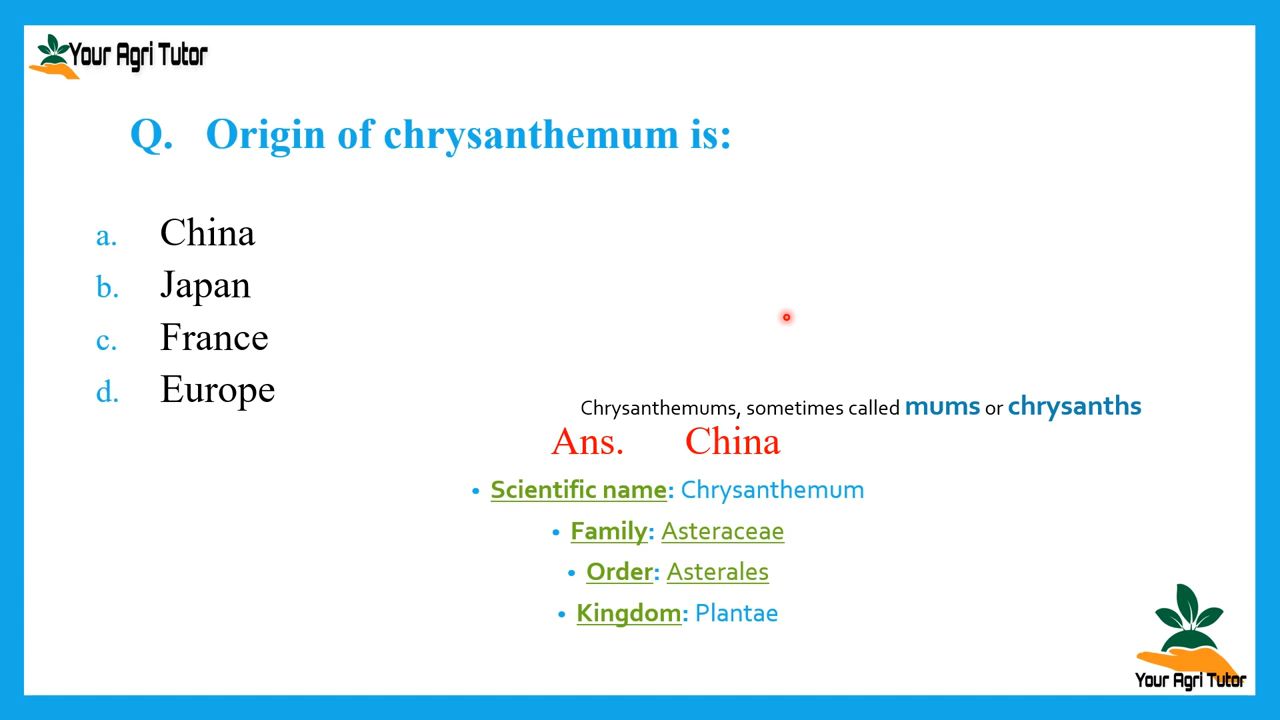 Your Agri Tutor
Q. Origin of chrysanthemum is:
a. China
b. Japan
c. France
d. Europe
Chrysanthemums, sometimes called mums or chrysanths
Ans. China
• Scientific name: Chrysanthemum
• Family: Asteraceae
• Order: Asterales
• Kingdom: Plantae
Your Agri Tutor